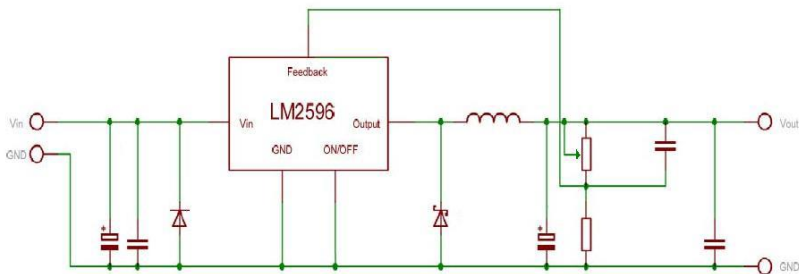 Feedback
LM2596
Vin
Vin
Output
Vout
GND
GND
ON/OFF
+
+
GND